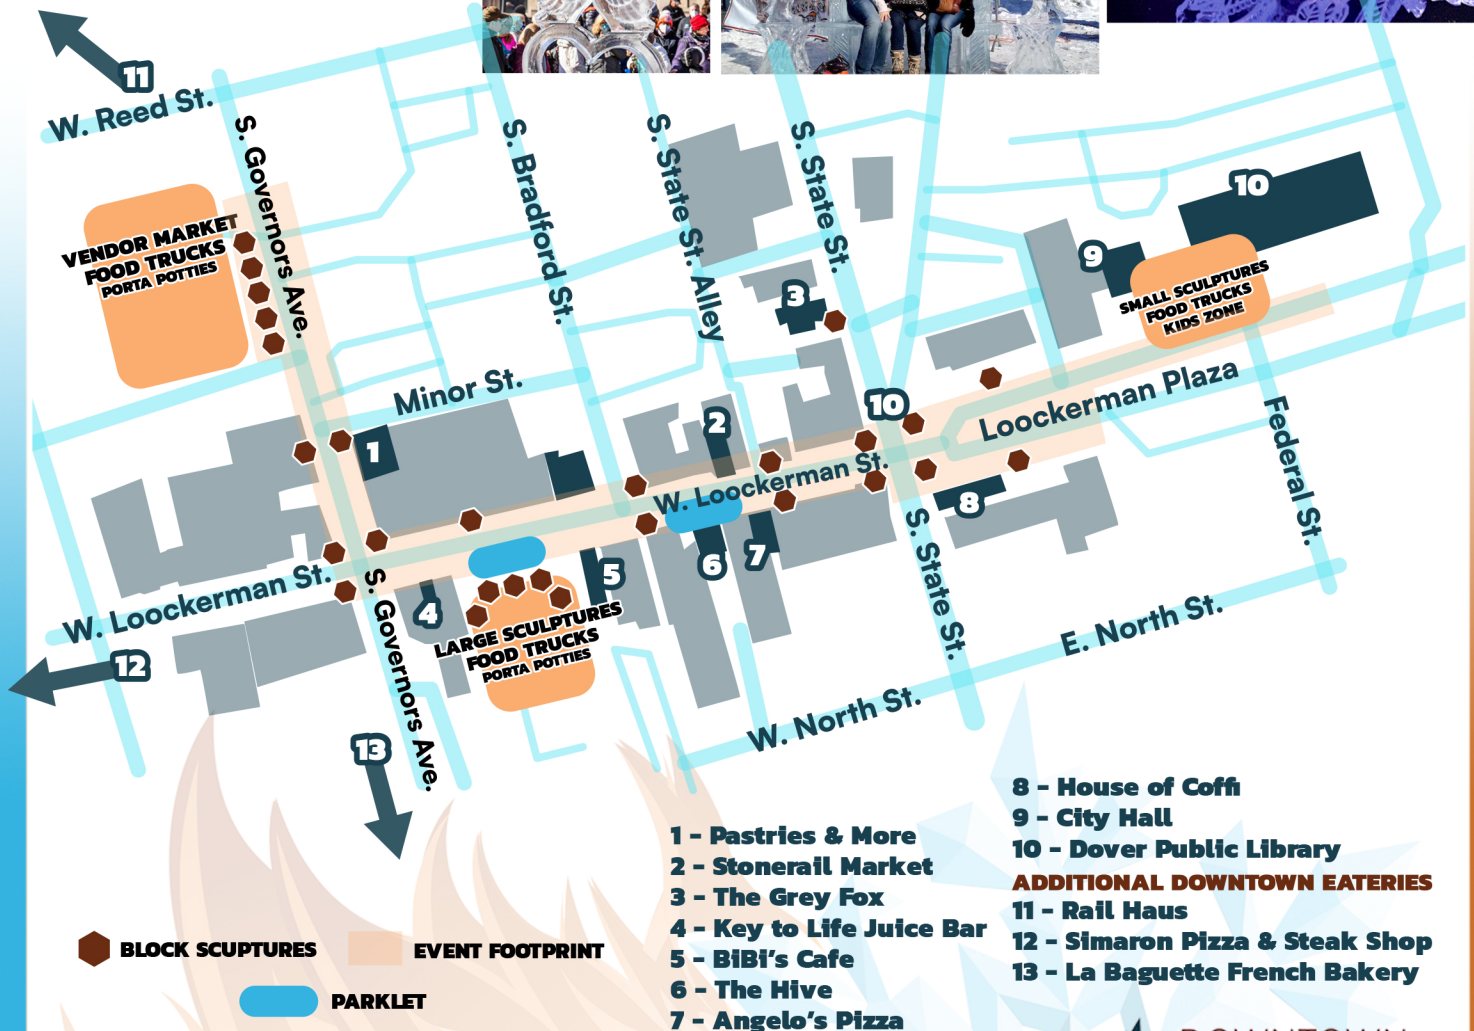 11
W. Reed St.
S. Governors Ave.
S. Bradford St.
S. State St. Alley
S. State St.
10
9
VENDOR MARKET
FOOD TRUCKS
PORTA POTTIES
SMALL SCULPTURES
FOOD TRUCKS
KIDS ZONE
3
Minor St.
10
Loockerman Plaza
2
1
W. Loockerman St.
Federal St.
8
7
6
5
4
W. Loockerman St.
S. Governors Ave.
S. State St.
LARGE SCULPTURES
FOOD TRUCKS
PORTA POTTIES
E. North St.
12
W. North St.
13
BLOCK SCUPTURES
EVENT FOOTPRINT
PARKLET
1 - Pastries & More
2 - Stonerail Market
3 - The Grey Fox
4 - Key to Life Juice Bar
5 - BiBi's Cafe
6 - The Hive
7 - Angelo's Pizza
8 - House of Coffi
9 - City Hall
10 - Dover Public Library
ADDITIONAL DOWNTOWN EATERIES
11 - Rail Haus
12 - Simaron Pizza & Steak Shop
13 - La Baguette French Bakery
DOWNTOWN